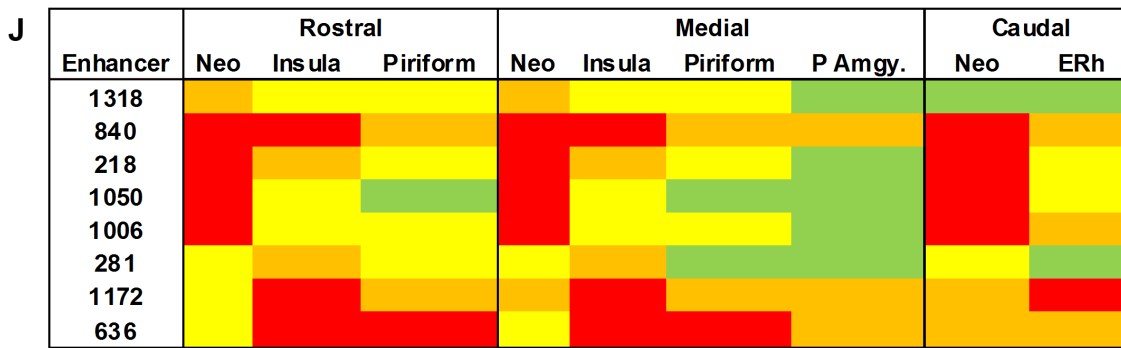 J
Rostral Medial Caudal
Enhancer Neo Insula Piriform Neo Insula Piriform P Amgy. Neo ERh
1318
840
218
1050
1006
281
1172
636